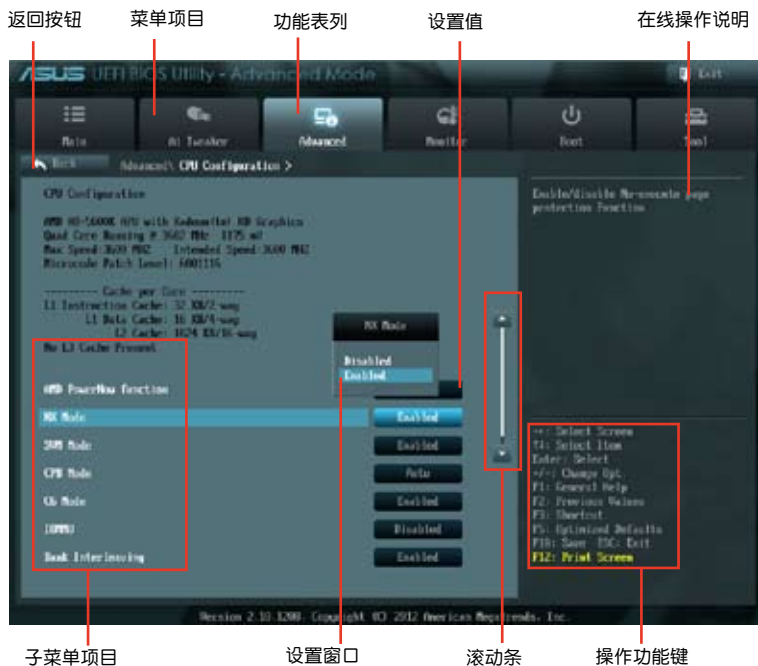 返回按钮 菜单项目 功能表列 设置值 在线操作说明
ASUS UEFI BIOS Utility - Advanced Mode Exit
Main Ai Tweaker Advanced Monitor Boot Tool
Back Advanced\ CPU Configuration >
CPU Configuration
Enable/disable No-execute page
protection Function
AMD A8-5600K APU with Radeon(tm) HD Graphics
Quad Core Running @ 3602 MHz 1175 mV
Max Speed:3600 MHZ Intended Speed:3600 MHZ
Microcode Patch Level: 6001116
---------- Cache per Core ----------
L1 Instruction Cache: 32 KB/2-way
L1 Data Cache: 16 KB/4-way
L2 Cache: 1024 KB/16-way
No L3 Cache Present
NX Mode
Disabled
Enabled
AMD PowerNow function
NX Mode Enabled
SVM Mode Enabled
CPB Mode Auto
C6 Mode Enabled
IOMMU Disabled
Bank Interleaving Enabled
→←: Select Screen
↑↓: Select Item
Enter: Select
+/-: Change Opt.
F1: General Help
F2: Previous Values
F3: Shortcut
F5: Optimized Defaults
F10: Save ESC: Exit
F12: Print Screen
Version 2.10.1208. Copyright (C) 2012 American Megatrends, Inc.
子菜单项目 设置窗口 滚动条 操作功能键